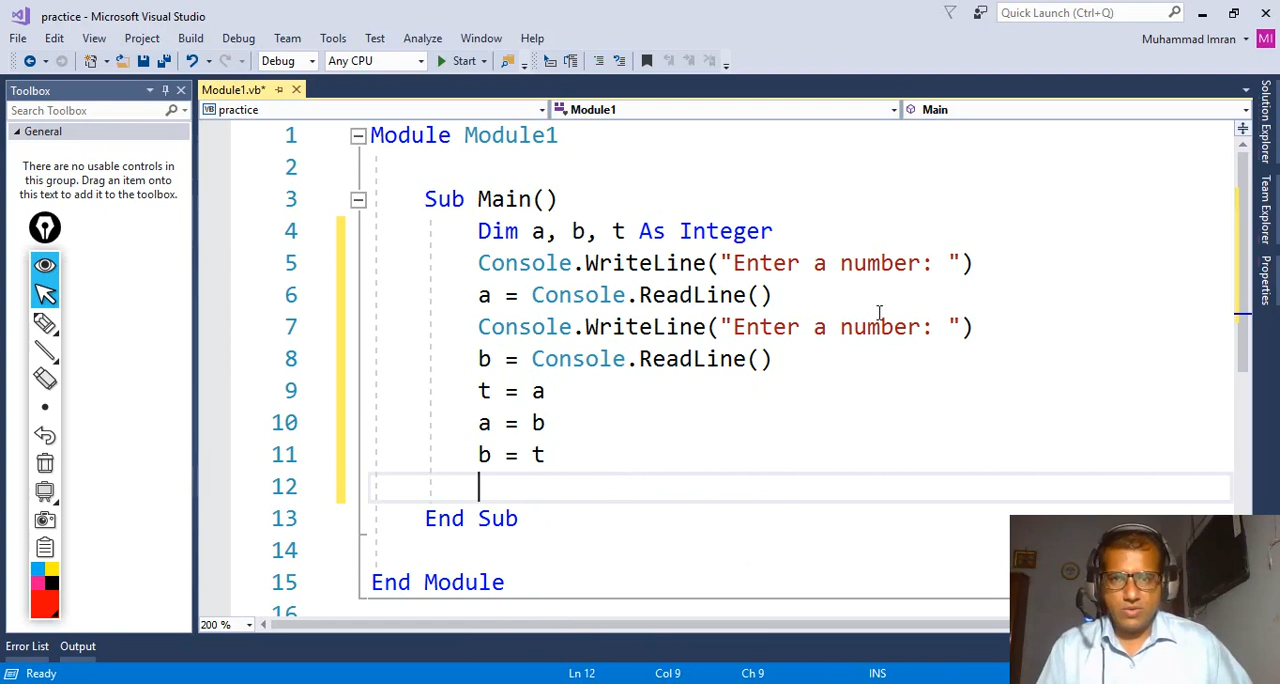 practice - Microsoft Visual Studio
Quick Launch (Ctrl+Q)
File Edit View Project Build Debug Team Tools Test Analyze Window Help
Muhammad Imran MI
Debug Any CPU Start
Toolbox
Module1.vb*
Search Toolbox
practice Module1 Main
General
There are no usable controls in
this group. Drag an item onto
this text to add it to the toolbox.
1 Module Module1
2
3 Sub Main()
4 Dim a, b, t As Integer
5 Console.WriteLine("Enter a number: ")
6 a = Console.ReadLine()
7 Console.WriteLine("Enter a number: ")
8 b = Console.ReadLine()
9 t = a
10 a = b
11 b = t
12
13 End Sub
14
15 End Module
16
200 %
Solution Explorer
Team Explorer
Properties
Error List Output
Ready Ln 12 Col 9 Ch 9 INS